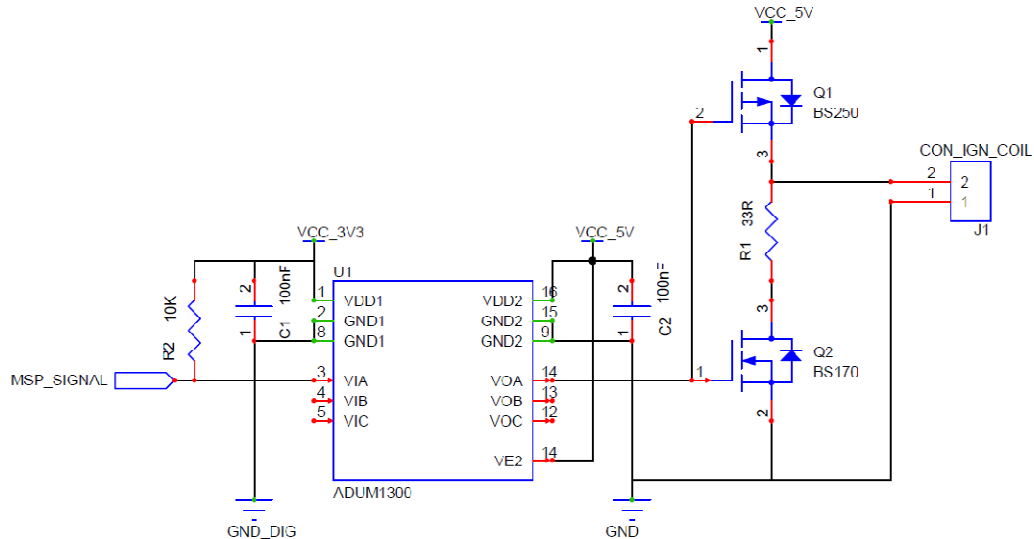 VCC_5V
1
Q1
BS250
2
3
CON_IGN_COIL
2 2
1 1
J1
33R
R1
VCC_3V3
VCC_5V
U1
10K
R2
2
100nF
1
C1
1 VDD1
2 GND1
8 GND1
VDD2 16
GND2 15
GND2 9
2
100nF
1
C2
3
Q2
BS170
MSP_SIGNAL
3 VIA
4 VIB
5 VIC
VOA 14
VOB 13
VOC 12
VE2 14
1
2
ADUM1300
GND_DIG
GND